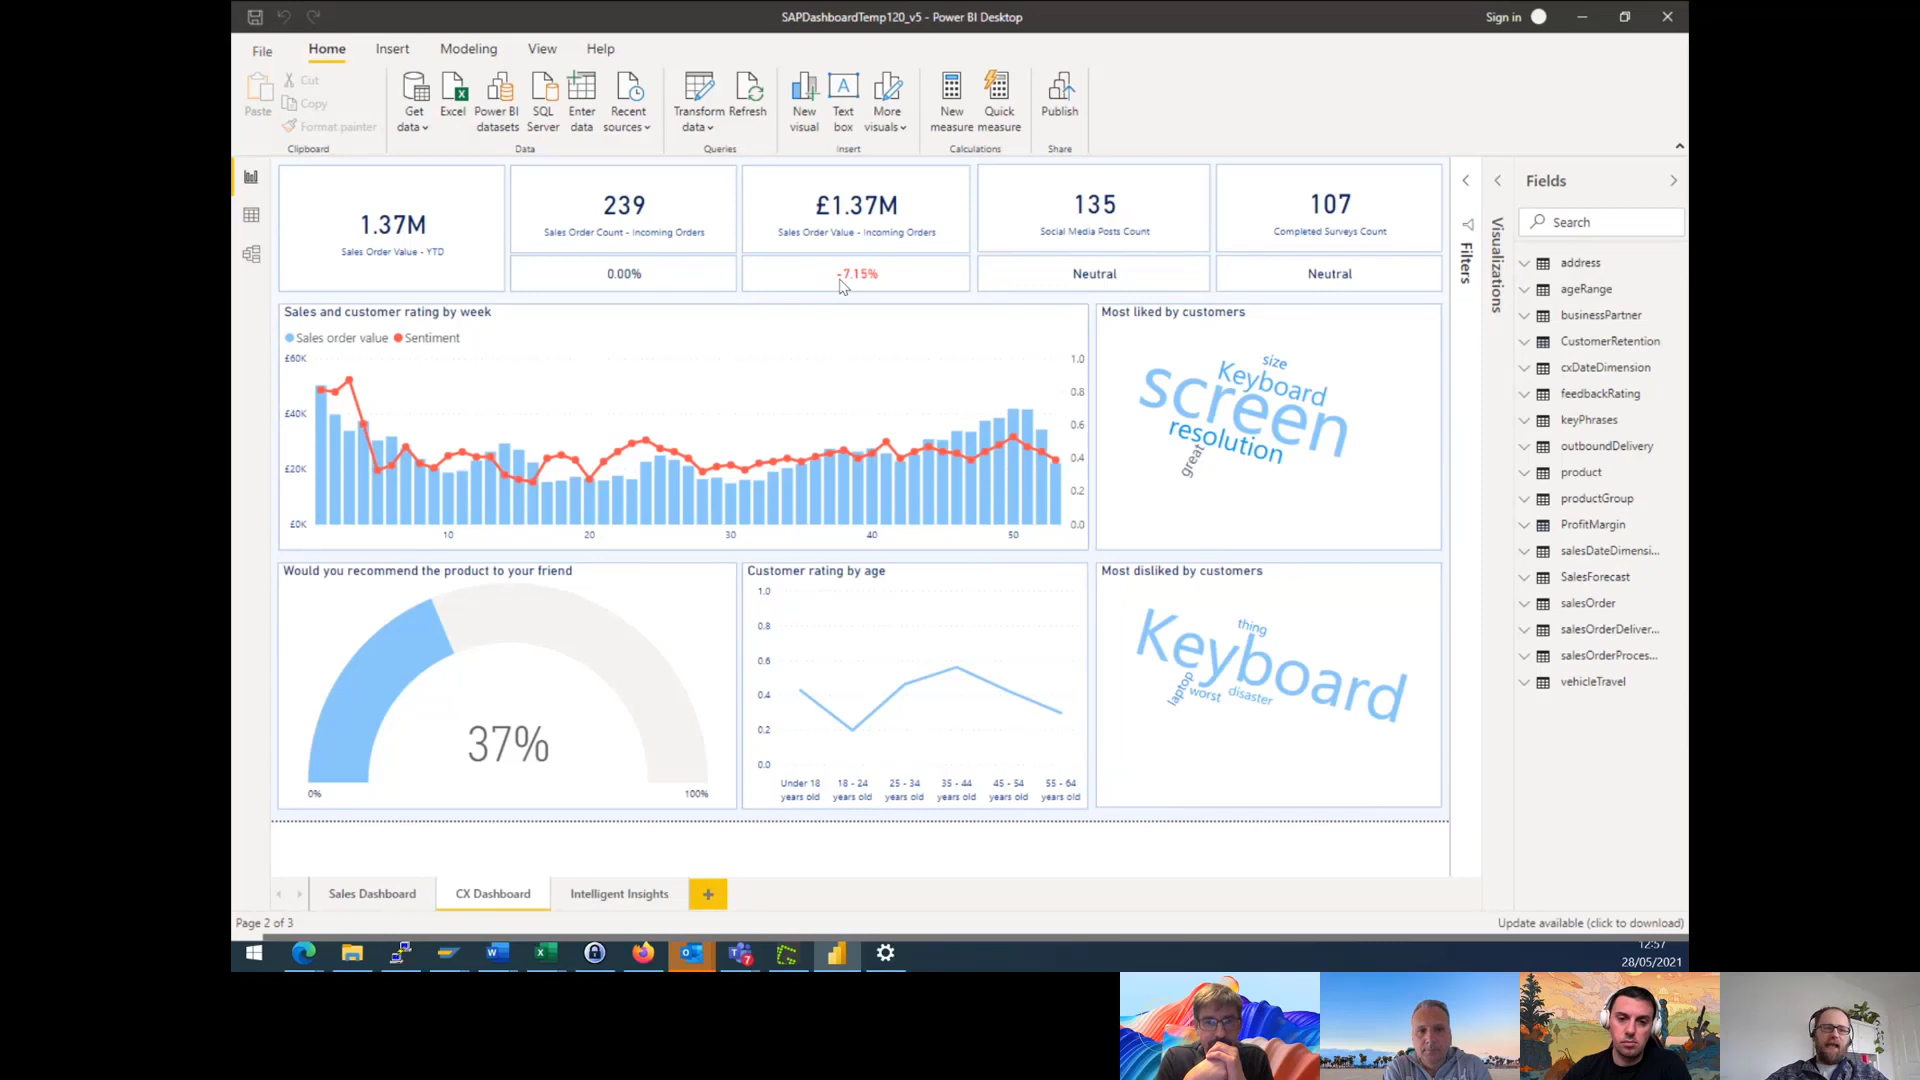 SAPDashboardTemp120_v5 - Power BI Desktop
Sign in
File
Home
Insert
Modeling
View
Help
Paste
Cut
Copy
Format painter
Clipboard
Get data
Excel
Power BI datasets
SQL Server
Enter data
Recent sources
Data
Transform data
Refresh
Queries
New visual
Text box
More visuals
Insert
New measure
Quick measure
Calculations
Publish
Share
1.37M
Sales Order Value - YTD
239
Sales Order Count - Incoming Orders
0.00%
£1.37M
Sales Order Value - Incoming Orders
-7.15%
135
Social Media Posts Count
Neutral
107
Completed Surveys Count
Neutral
Sales and customer rating by week
Sales order value
Sentiment
£60K
£40K
£20K
£0K
1.0
0.8
0.6
0.4
0.2
0.0
10
20
30
40
50
Most liked by customers
size
Keyboard
screen
resolution
great
Would you recommend the product to your friend
37%
0%
100%
Customer rating by age
1.0
0.8
0.6
0.4
0.2
0.0
Under 18 years old
18 - 24 years old
25 - 34 years old
35 - 44 years old
45 - 54 years old
55 - 64 years old
Most disliked by customers
thing
Keyboard
laptop
worst
disaster
Filters
Visualizations
Fields
Search
address
ageRange
businessPartner
CustomerRetention
cxDateDimension
feedbackRating
keyPhrases
outboundDelivery
product
productGroup
ProfitMargin
salesDateDimensi...
SalesForecast
salesOrder
salesOrderDeliver...
salesOrderProces...
vehicleTravel
Sales Dashboard
CX Dashboard
Intelligent Insights
Page 2 of 3
Update available (click to download)
12:57
28/05/2021